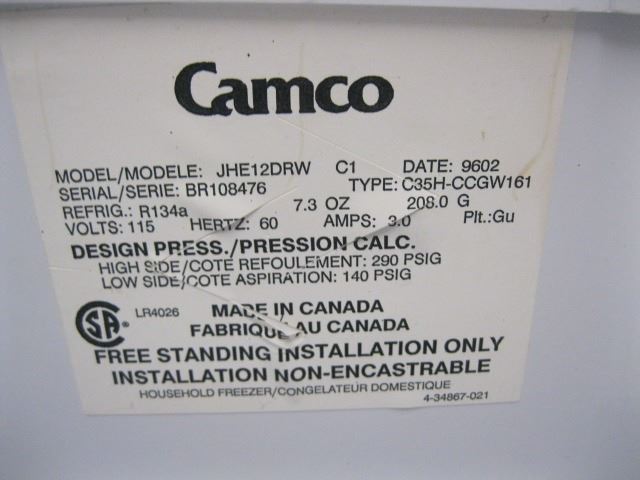 Camco
MODEL/MODELE: JHE12DRW C1 DATE: 9602
SERIAL/SERIE: BR108476 TYPE: C35H-CCGW161
REFRIG.: R134a 7.3 OZ 208.0 G
VOLTS: 115 HERTZ: 60 AMPS: 3.0 Plt.:Gu
DESIGN PRESS./PRESSION CALC.
HIGH SIDE/COTE REFOULEMENT: 290 PSIG
LOW SIDE/COTE ASPIRATION: 140 PSIG
SA LR4026 MADE IN CANADA
FABRIQUE AU CANADA
FREE STANDING INSTALLATION ONLY
INSTALLATION NON-ENCASTRABLE
HOUSEHOLD FREEZER/CONGELATEUR DOMESTIQUE
4-34867-021